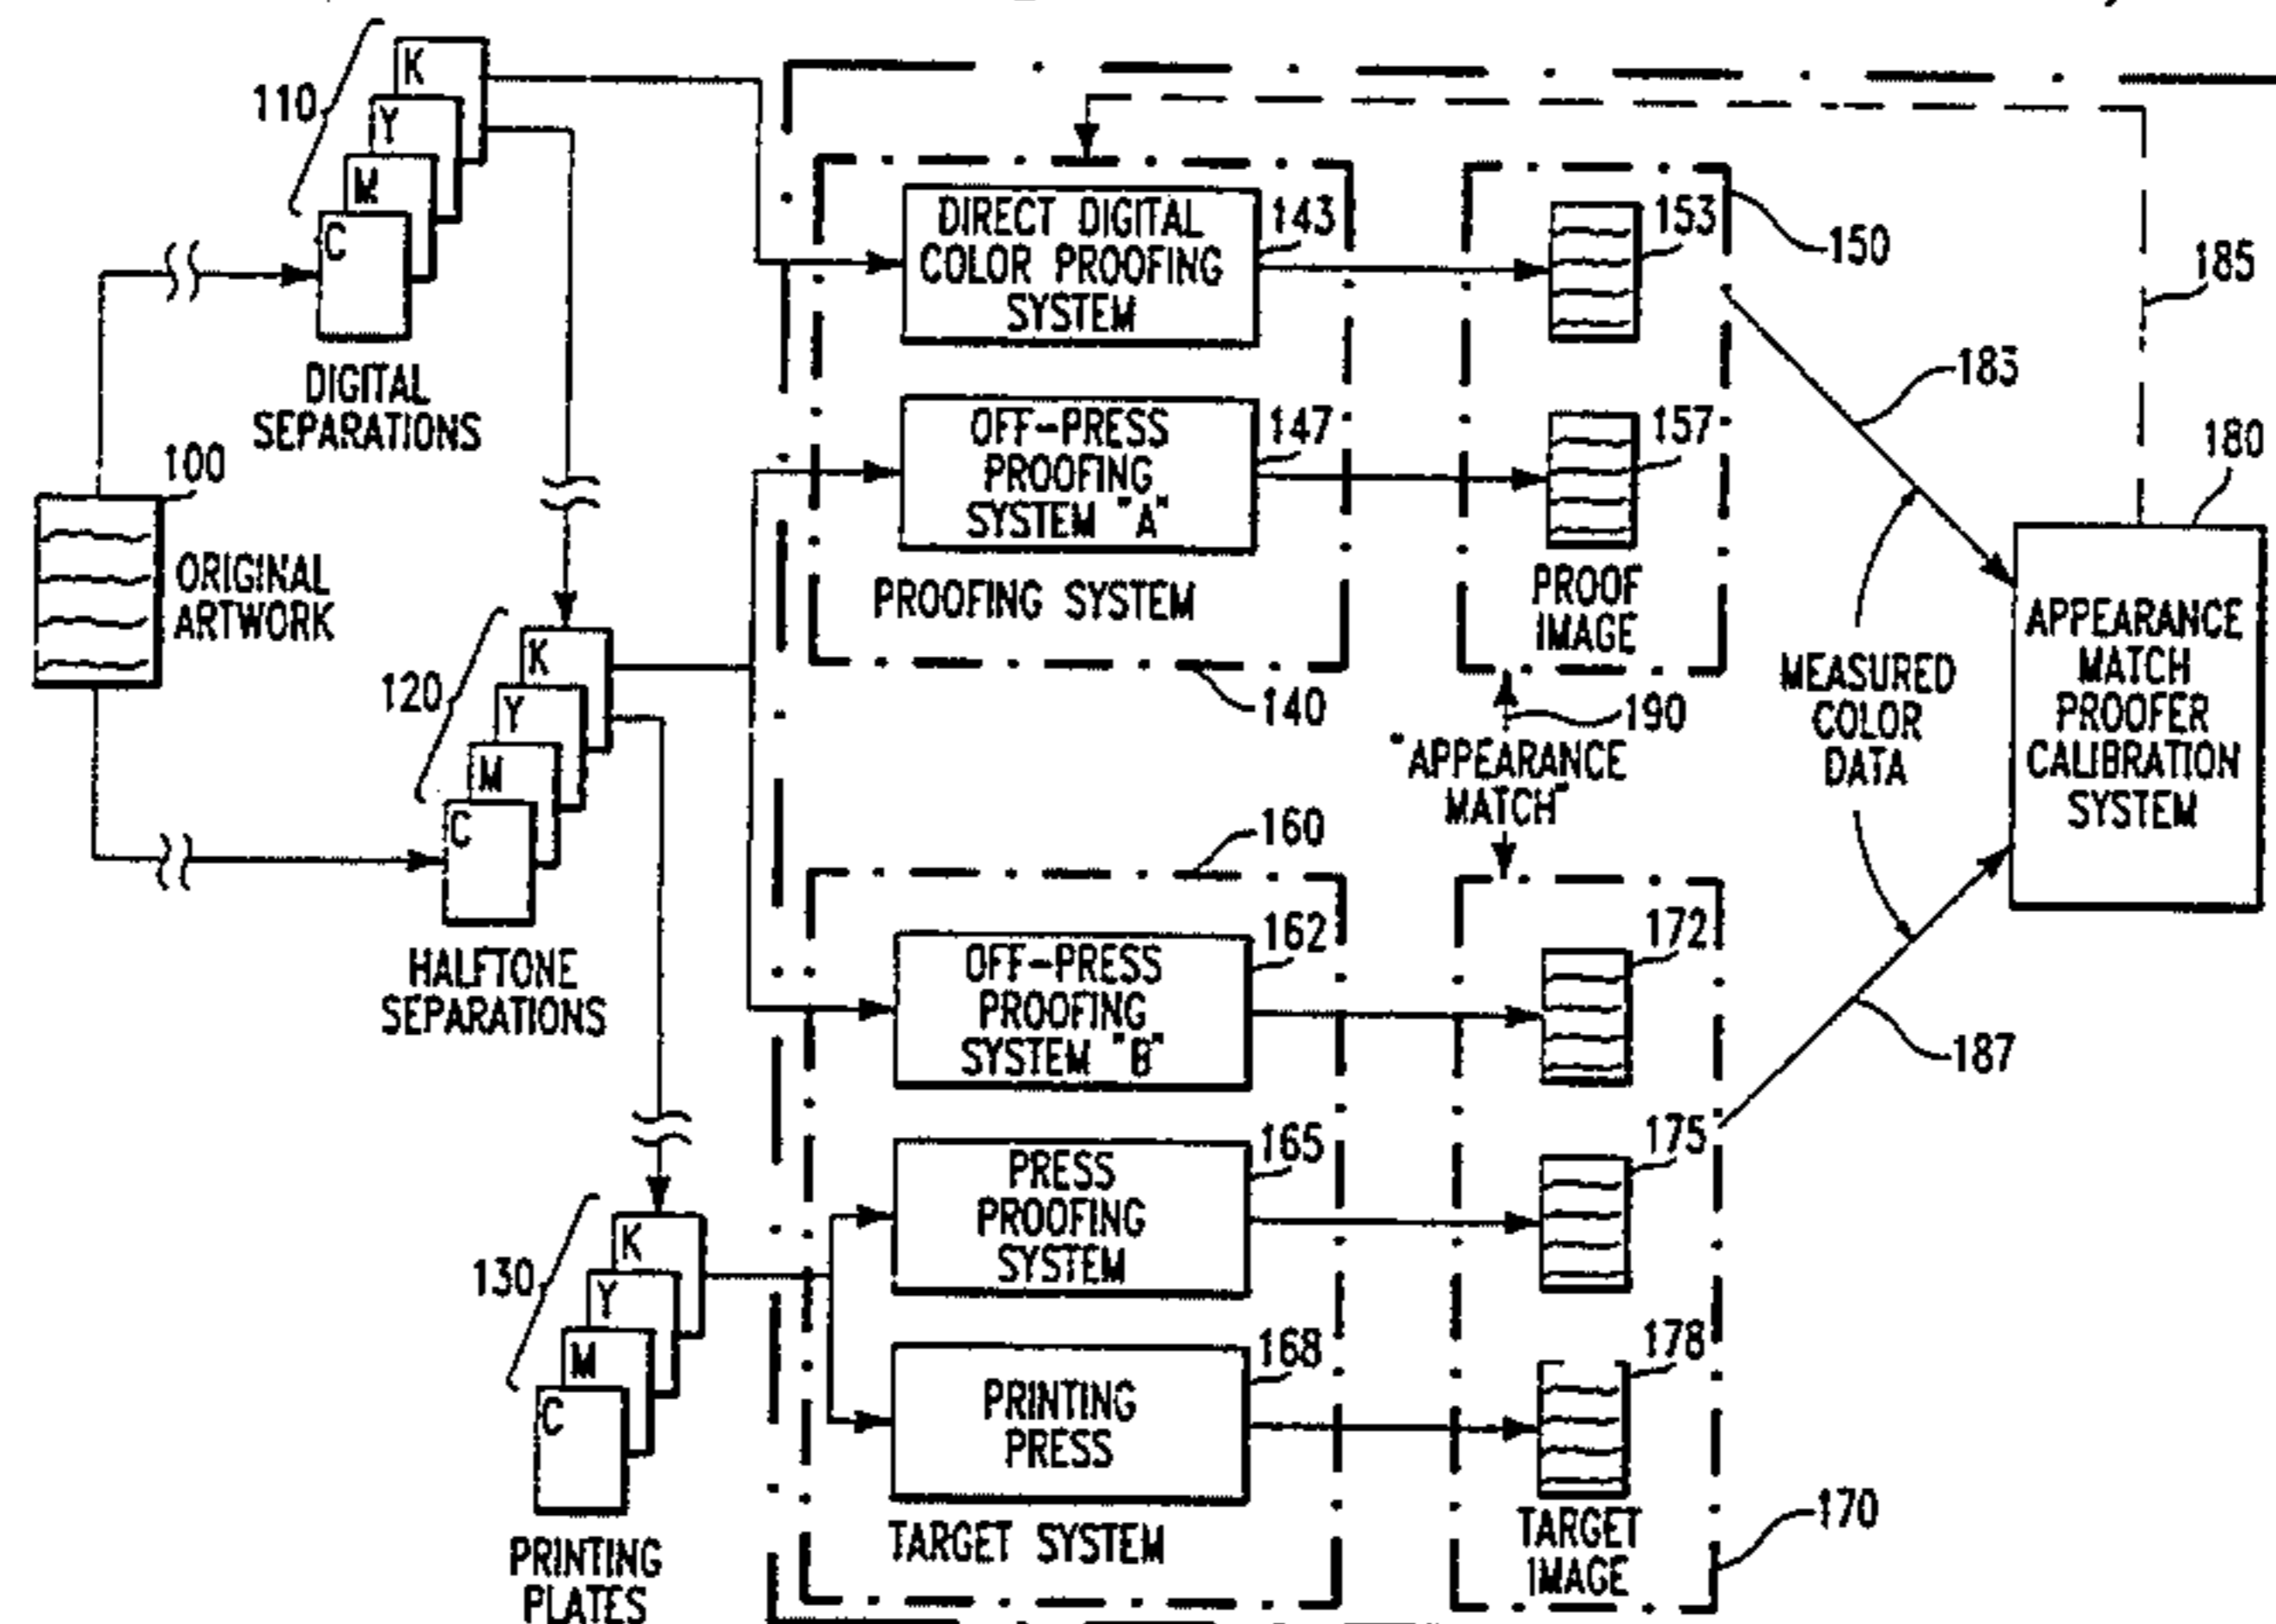 110
K
Y
M
C
DIGITAL
SEPARATIONS
100
ORIGINAL
ARTWORK
120
K
Y
M
C
HALFTONE
SEPARATIONS
130
K
Y
M
C
PRINTING
PLATES
DIRECT DIGITAL
COLOR PROOFING
SYSTEM
143
OFF-PRESS
PROOFING
SYSTEM "A"
147
PROOFING SYSTEM
140
153
157
PROOF
IMAGE
150
183
185
180
190
"APPEARANCE
MATCH"
MEASURED
COLOR
DATA
APPEARANCE
MATCH
PROOFER
CALIBRATION
SYSTEM
160
OFF-PRESS
PROOFING
SYSTEM "B"
162
PRESS
PROOFING
SYSTEM
165
PRINTING
PRESS
168
TARGET SYSTEM
172
175
178
TARGET
IMAGE
170
187